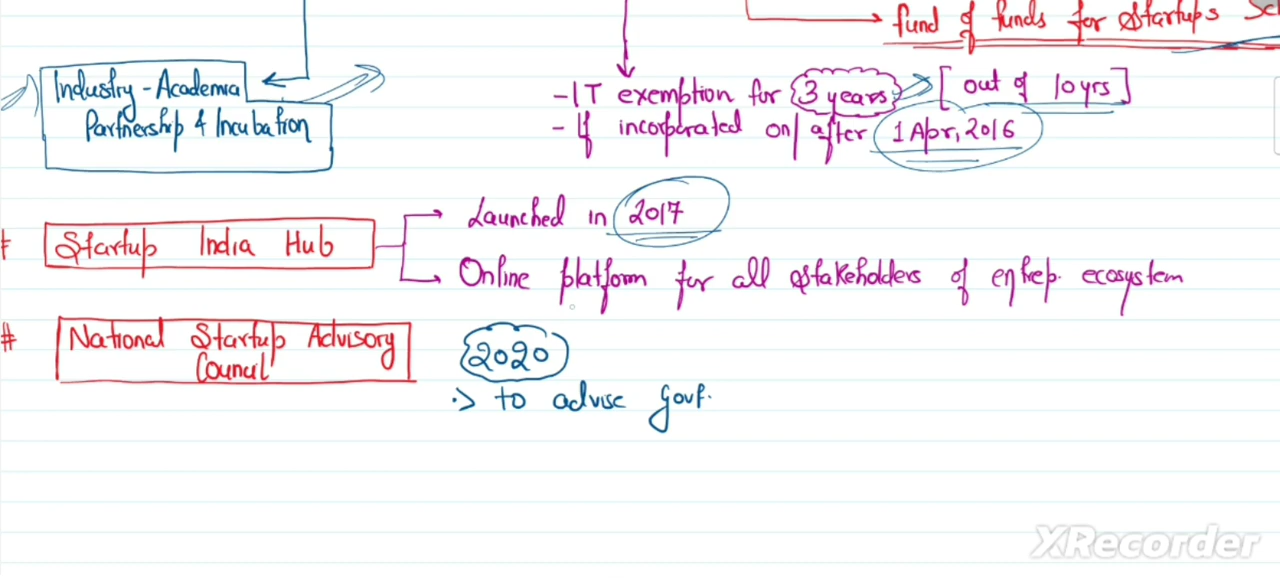 fund of funds for Startups
Industry - Academia
Partnership & Incubation
- IT exemption for 3 years [out of 10 yrs]
- If incorporated on/after 1 Apr, 2016
# Startup India Hub
Launched in 2017
Online platform for all stakeholders of entrep. ecosystem
# National Startup Advisory
Council
2020
to advise govt.
XRecorder